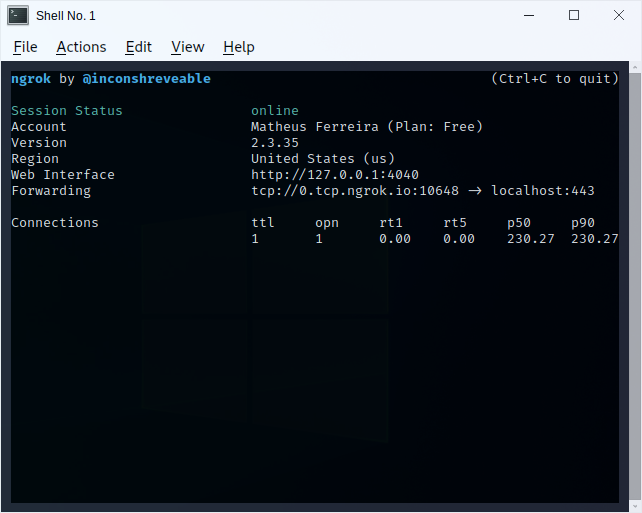 Shell No. 1
File Actions Edit View Help
ngrok by @inconshreveable (Ctrl+C to quit)
Session Status online
Account Matheus Ferreira (Plan: Free)
Version 2.3.35
Region United States (us)
Web Interface http://127.0.0.1:4040
Forwarding tcp://0.tcp.ngrok.io:10648 → localhost:443
Connections ttl opn rt1 rt5 p50 p90
1 1 0.00 0.00 230.27 230.27